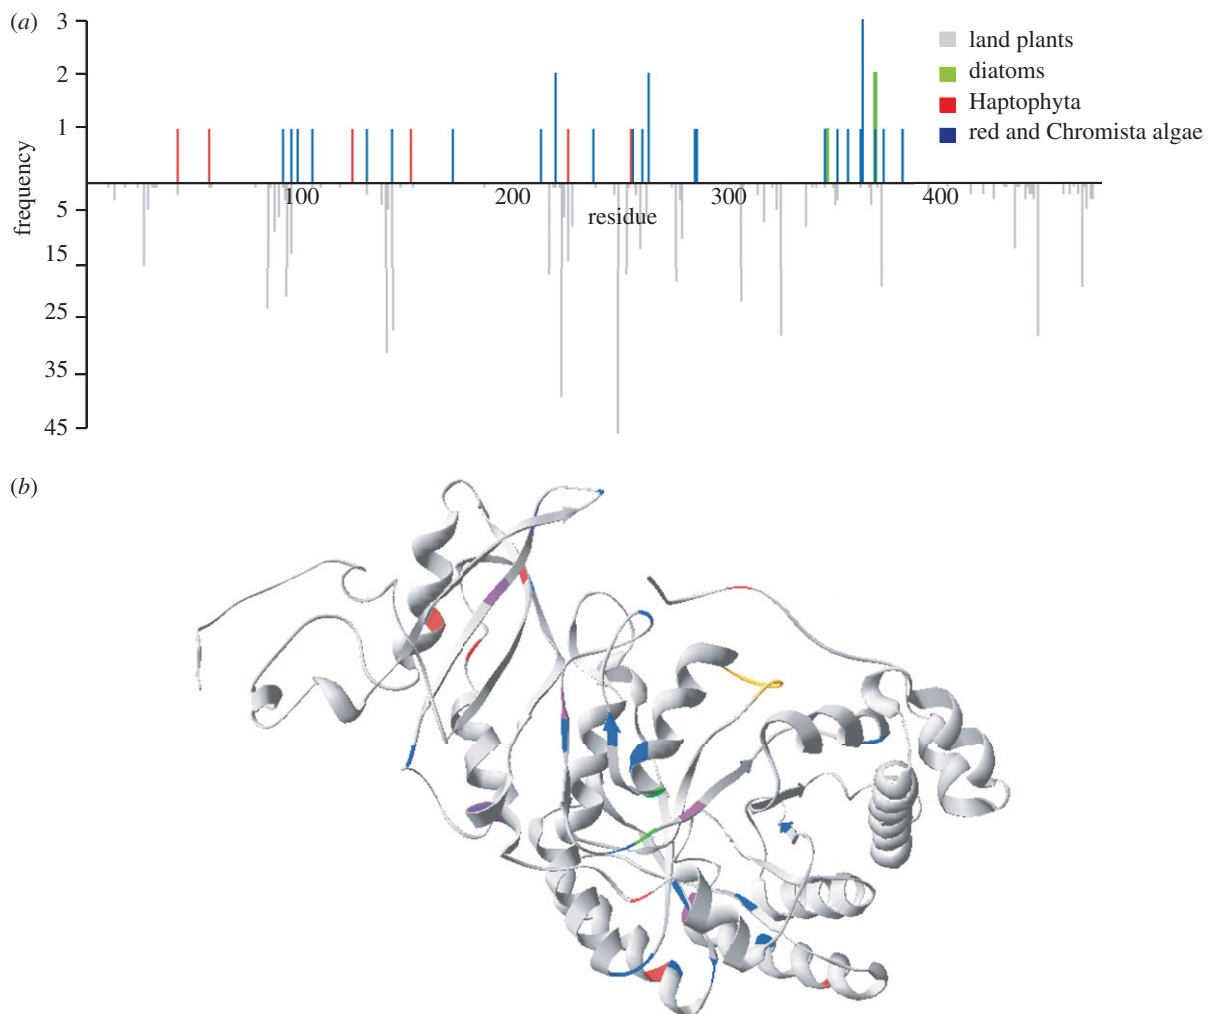 (a)
3
2
1
5
15
25
35
45
frequency
100
200
300
400
residue
land plants
diatoms
Haptophyta
red and Chromista algae
(b)